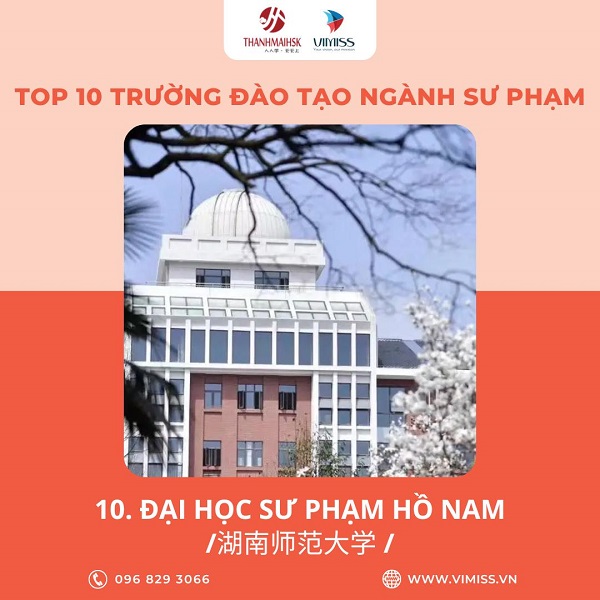 THANHMAIHSK
VIMISS
TOP 10 TRƯỜNG ĐÀO TẠO NGÀNH SƯ PHẠM
10. ĐẠI HỌC SƯ PHẠM HỒ NAM
/湖南师范大学 /
096 829 3066
WWW.VIMISS.VN